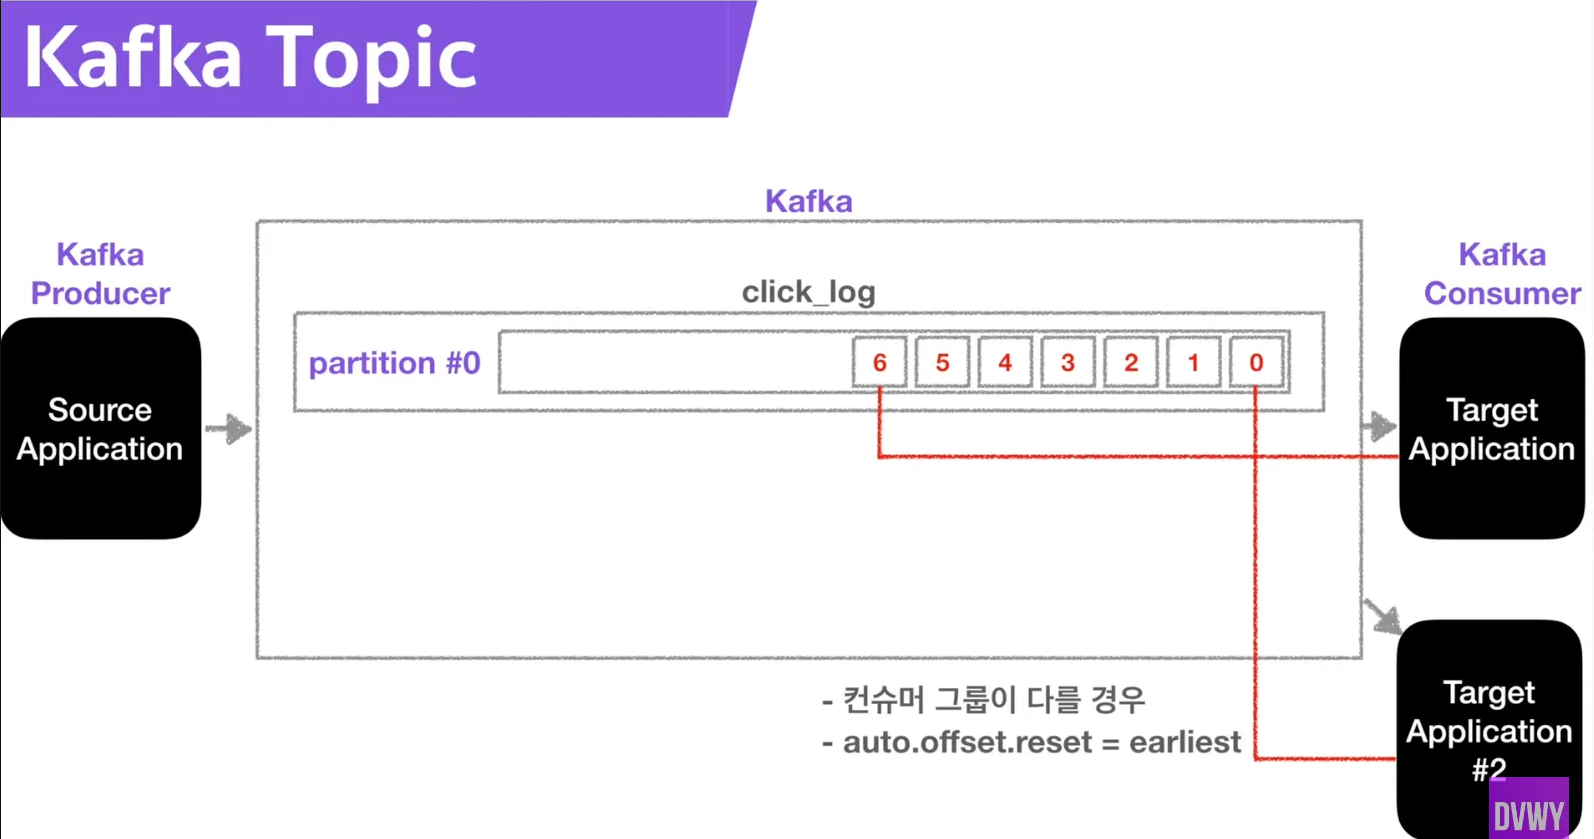 Kafka Topic
Kafka
Kafka
Producer
Kafka
Consumer
click_log
partition #0
6 5 4 3 2 1 0
Source
Application
Target
Application
- 컨슈머 그룹이 다를 경우
- auto.offset.reset = earliest
Target
Application
#2
DVWY